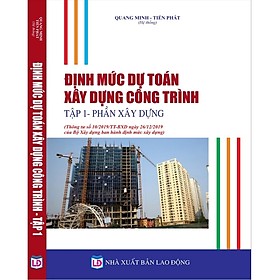 QUANG MINH - TIẾN PHÁT
(Hệ thống)
ĐỊNH MỨC DỰ TOÁN
XÂY DỰNG CÔNG TRÌNH
TẬP 1- PHẦN XÂY DỰNG
(Thông tư số 10/2019/TT-BXD ngày 26/12/2019
của Bộ Xây dựng ban hành định mức xây dựng)
LĐ NHÀ XUẤT BẢN LAO ĐỘNG
ĐỊNH MỨC DỰ TOÁN XÂY DỰNG CÔNG TRÌNH - TẬP 1
LĐ